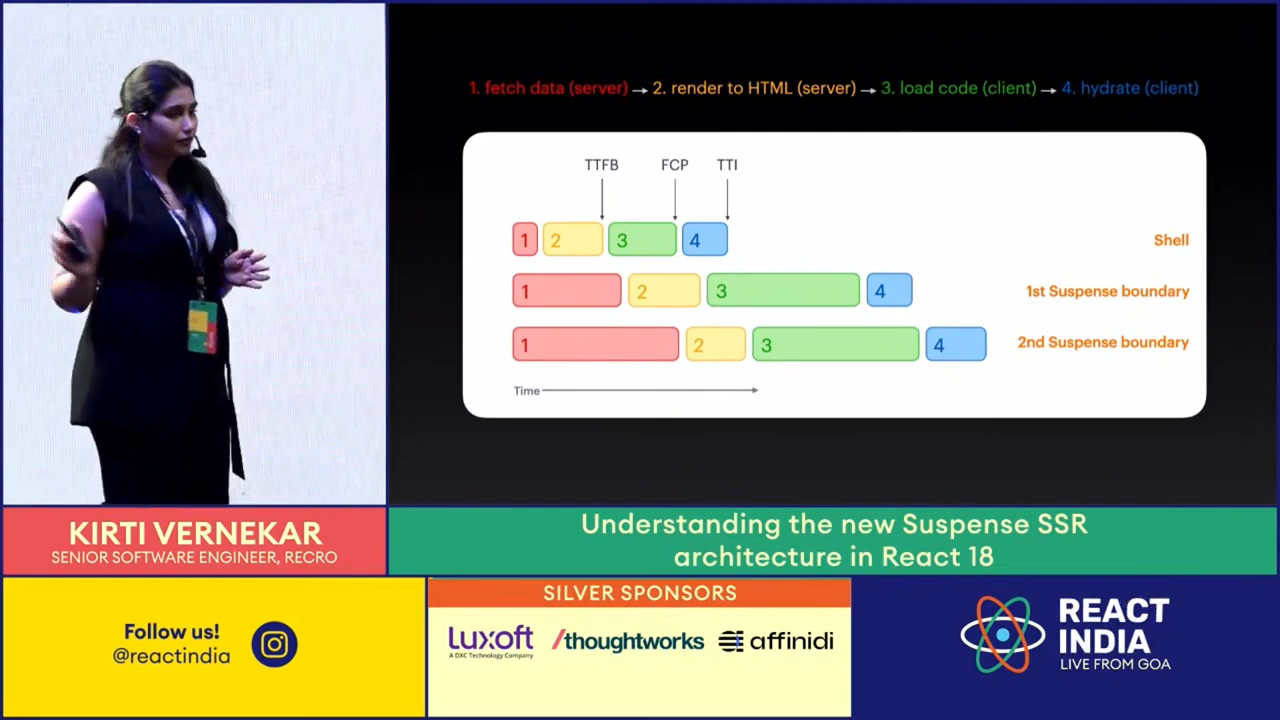 1. fetch data (server) → 2. render to HTML (server) → 3. load code (client) → 4. hydrate (client)
TTFB FCP TTI
1 2 3 4 Shell
1 2 3 4 1st Suspense boundary
1 2 3 4 2nd Suspense boundary
Time
KIRTI VERNEKAR
SENIOR SOFTWARE ENGINEER, RECRO
Understanding the new Suspense SSR
architecture in React 18
Follow us!
@reactindia
SILVER SPONSORS
Luxoft
A DXC Technology Company
/thoughtworks
affinidi
REACT
INDIA
LIVE FROM GOA